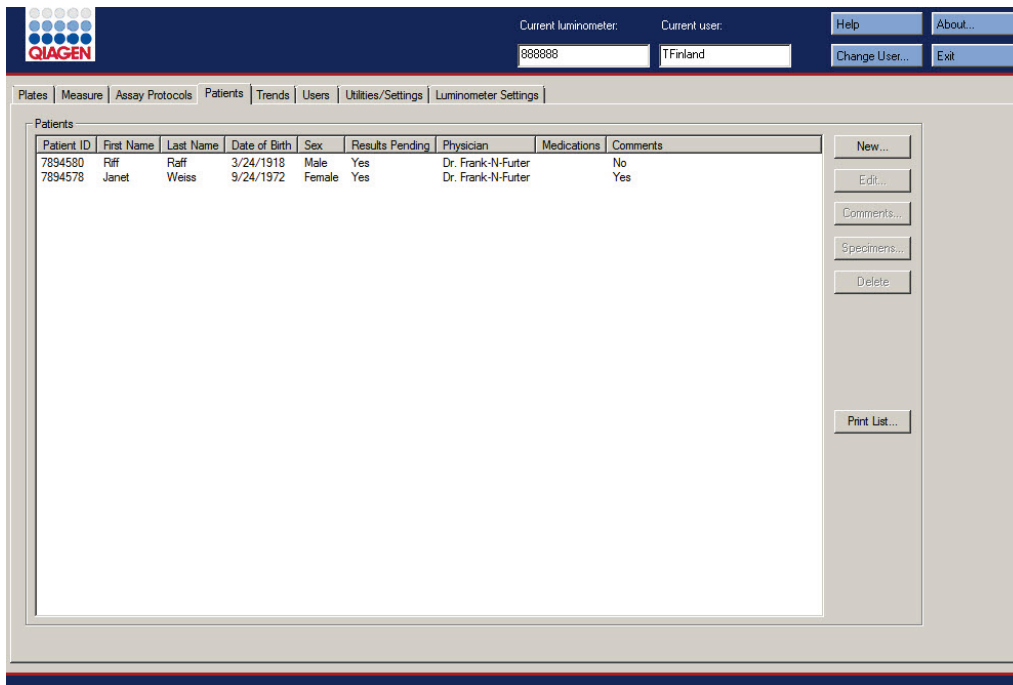 QIAGEN
Current luminometer: Current user:
888888 TFinland
Help About...
Change User... Exit
Plates Measure Assay Protocols Patients Trends Users Utilities/Settings Luminometer Settings
Patients
Patient ID First Name Last Name Date of Birth Sex Results Pending Physician Medications Comments
7894580 Riff Raff 3/24/1918 Male Yes Dr. Frank-N-Furter No
7894578 Janet Weiss 9/24/1972 Female Yes Dr. Frank-N-Furter Yes
New...
Edit...
Comments...
Specimens...
Delete
Print List...